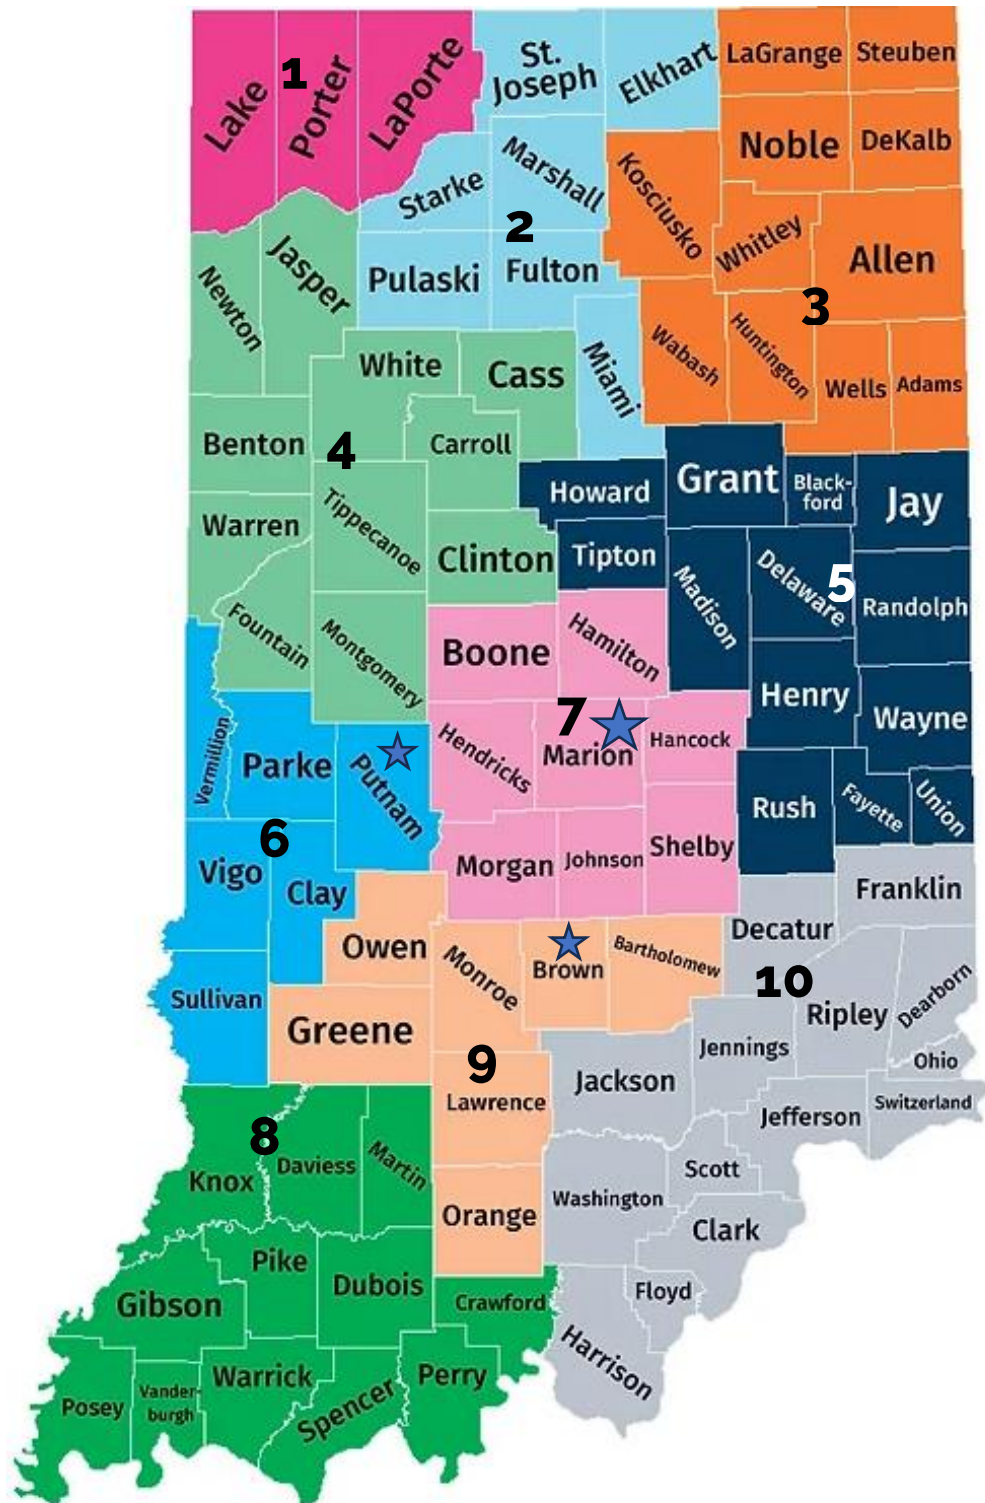 Lake
1
Porter
LaPorte
St.
Joseph
Elkhart
LaGrange
Steuben
Noble
DeKalb
Starke
Marshall
Kosciusko
Whitley
Allen
2
Pulaski
Fulton
3
Newton
Jasper
White
Cass
Miami
Wabash
Huntington
Wells
Adams
Benton
4
Carroll
Howard
Grant
Black-
ford
Jay
Warren
Tippecanoe
Clinton
Tipton
Madison
Delaware
5
Randolph
Fountain
Montgomery
Boone
Hamilton
Henry
Wayne
Vermillion
Parke
Putnam
Hendricks
7
Marion
Hancock
Rush
Fayette
Union
6
Vigo
Clay
Morgan
Johnson
Shelby
Franklin
Decatur
Owen
Monroe
Brown
Bartholomew
10
Ripley
Dearborn
Sullivan
Greene
Jennings
Ohio
9
Lawrence
Jackson
Jefferson
Switzerland
8
Knox
Daviess
Martin
Washington
Scott
Orange
Clark
Pike
Dubois
Gibson
Crawford
Floyd
Harrison
Posey
Vander-
burgh
Warrick
Spencer
Perry